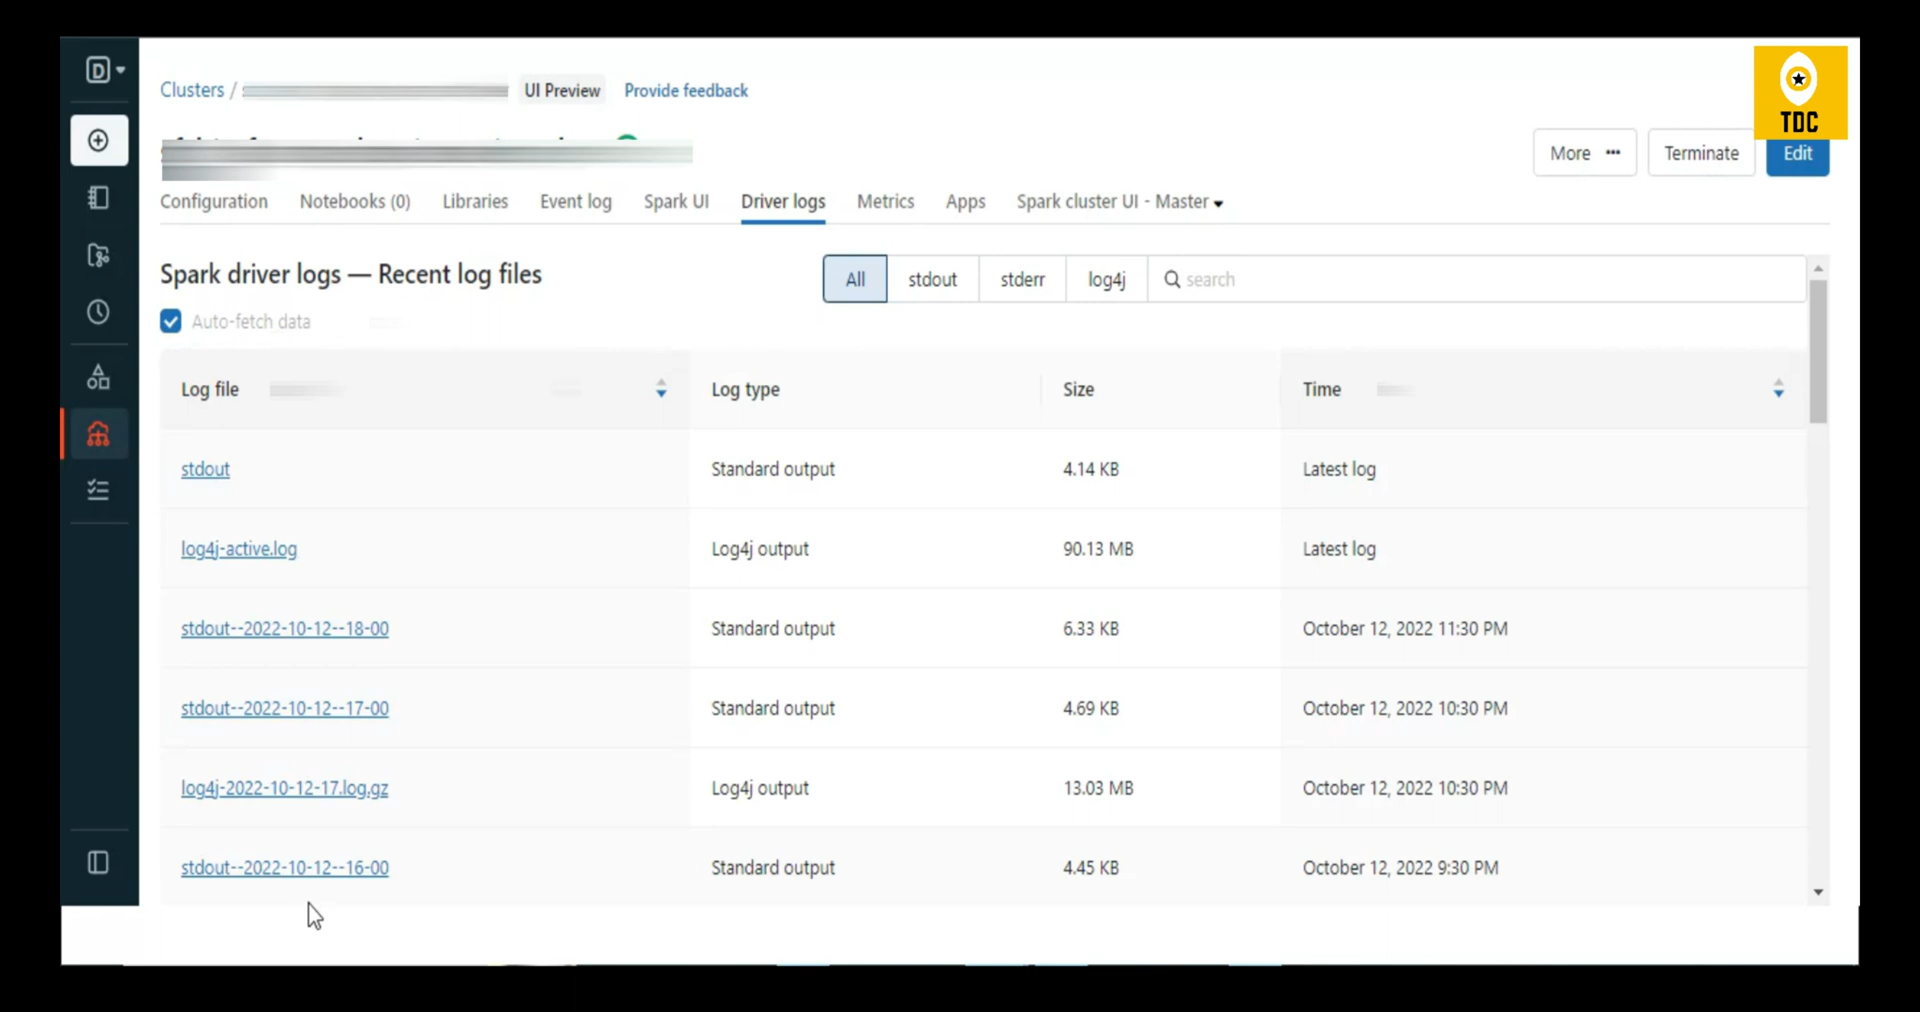 TDC
Clusters / UI Preview Provide feedback
More ··· Terminate Edit
Configuration Notebooks (0) Libraries Event log Spark UI Driver logs Metrics Apps Spark cluster UI - Master
Spark driver logs — Recent log files
All stdout stderr log4j search
Auto-fetch data
Log file Log type Size Time
stdout Standard output 4.14 KB Latest log
log4j-active.log Log4j output 90.13 MB Latest log
stdout--2022-10-12--18-00 Standard output 6.33 KB October 12, 2022 11:30 PM
stdout--2022-10-12--17-00 Standard output 4.69 KB October 12, 2022 10:30 PM
log4j-2022-10-12-17.log.gz Log4j output 13.03 MB October 12, 2022 10:30 PM
stdout--2022-10-12--16-00 Standard output 4.45 KB October 12, 2022 9:30 PM